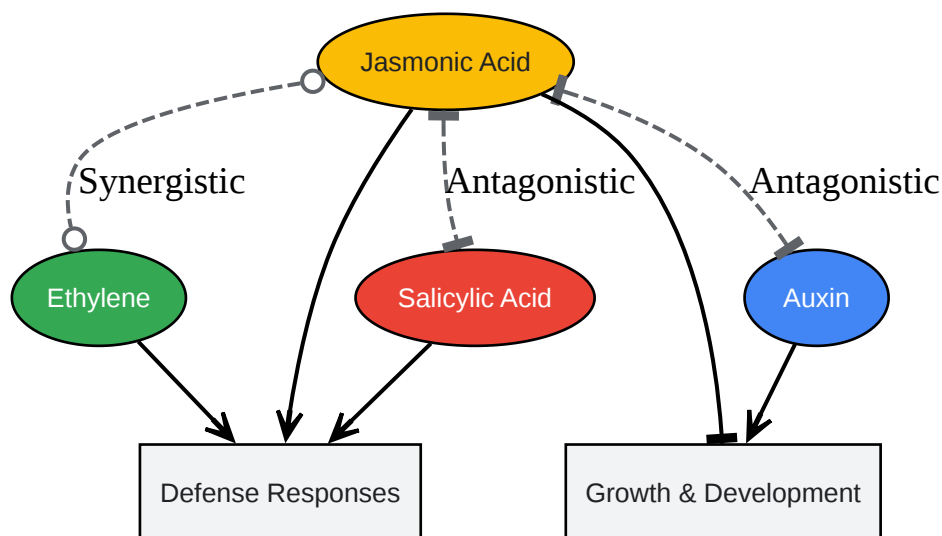 Jasmonic Acid
Synergistic
Antagonistic
Antagonistic
Ethylene
Salicylic Acid
Auxin
Defense Responses
Growth & Development